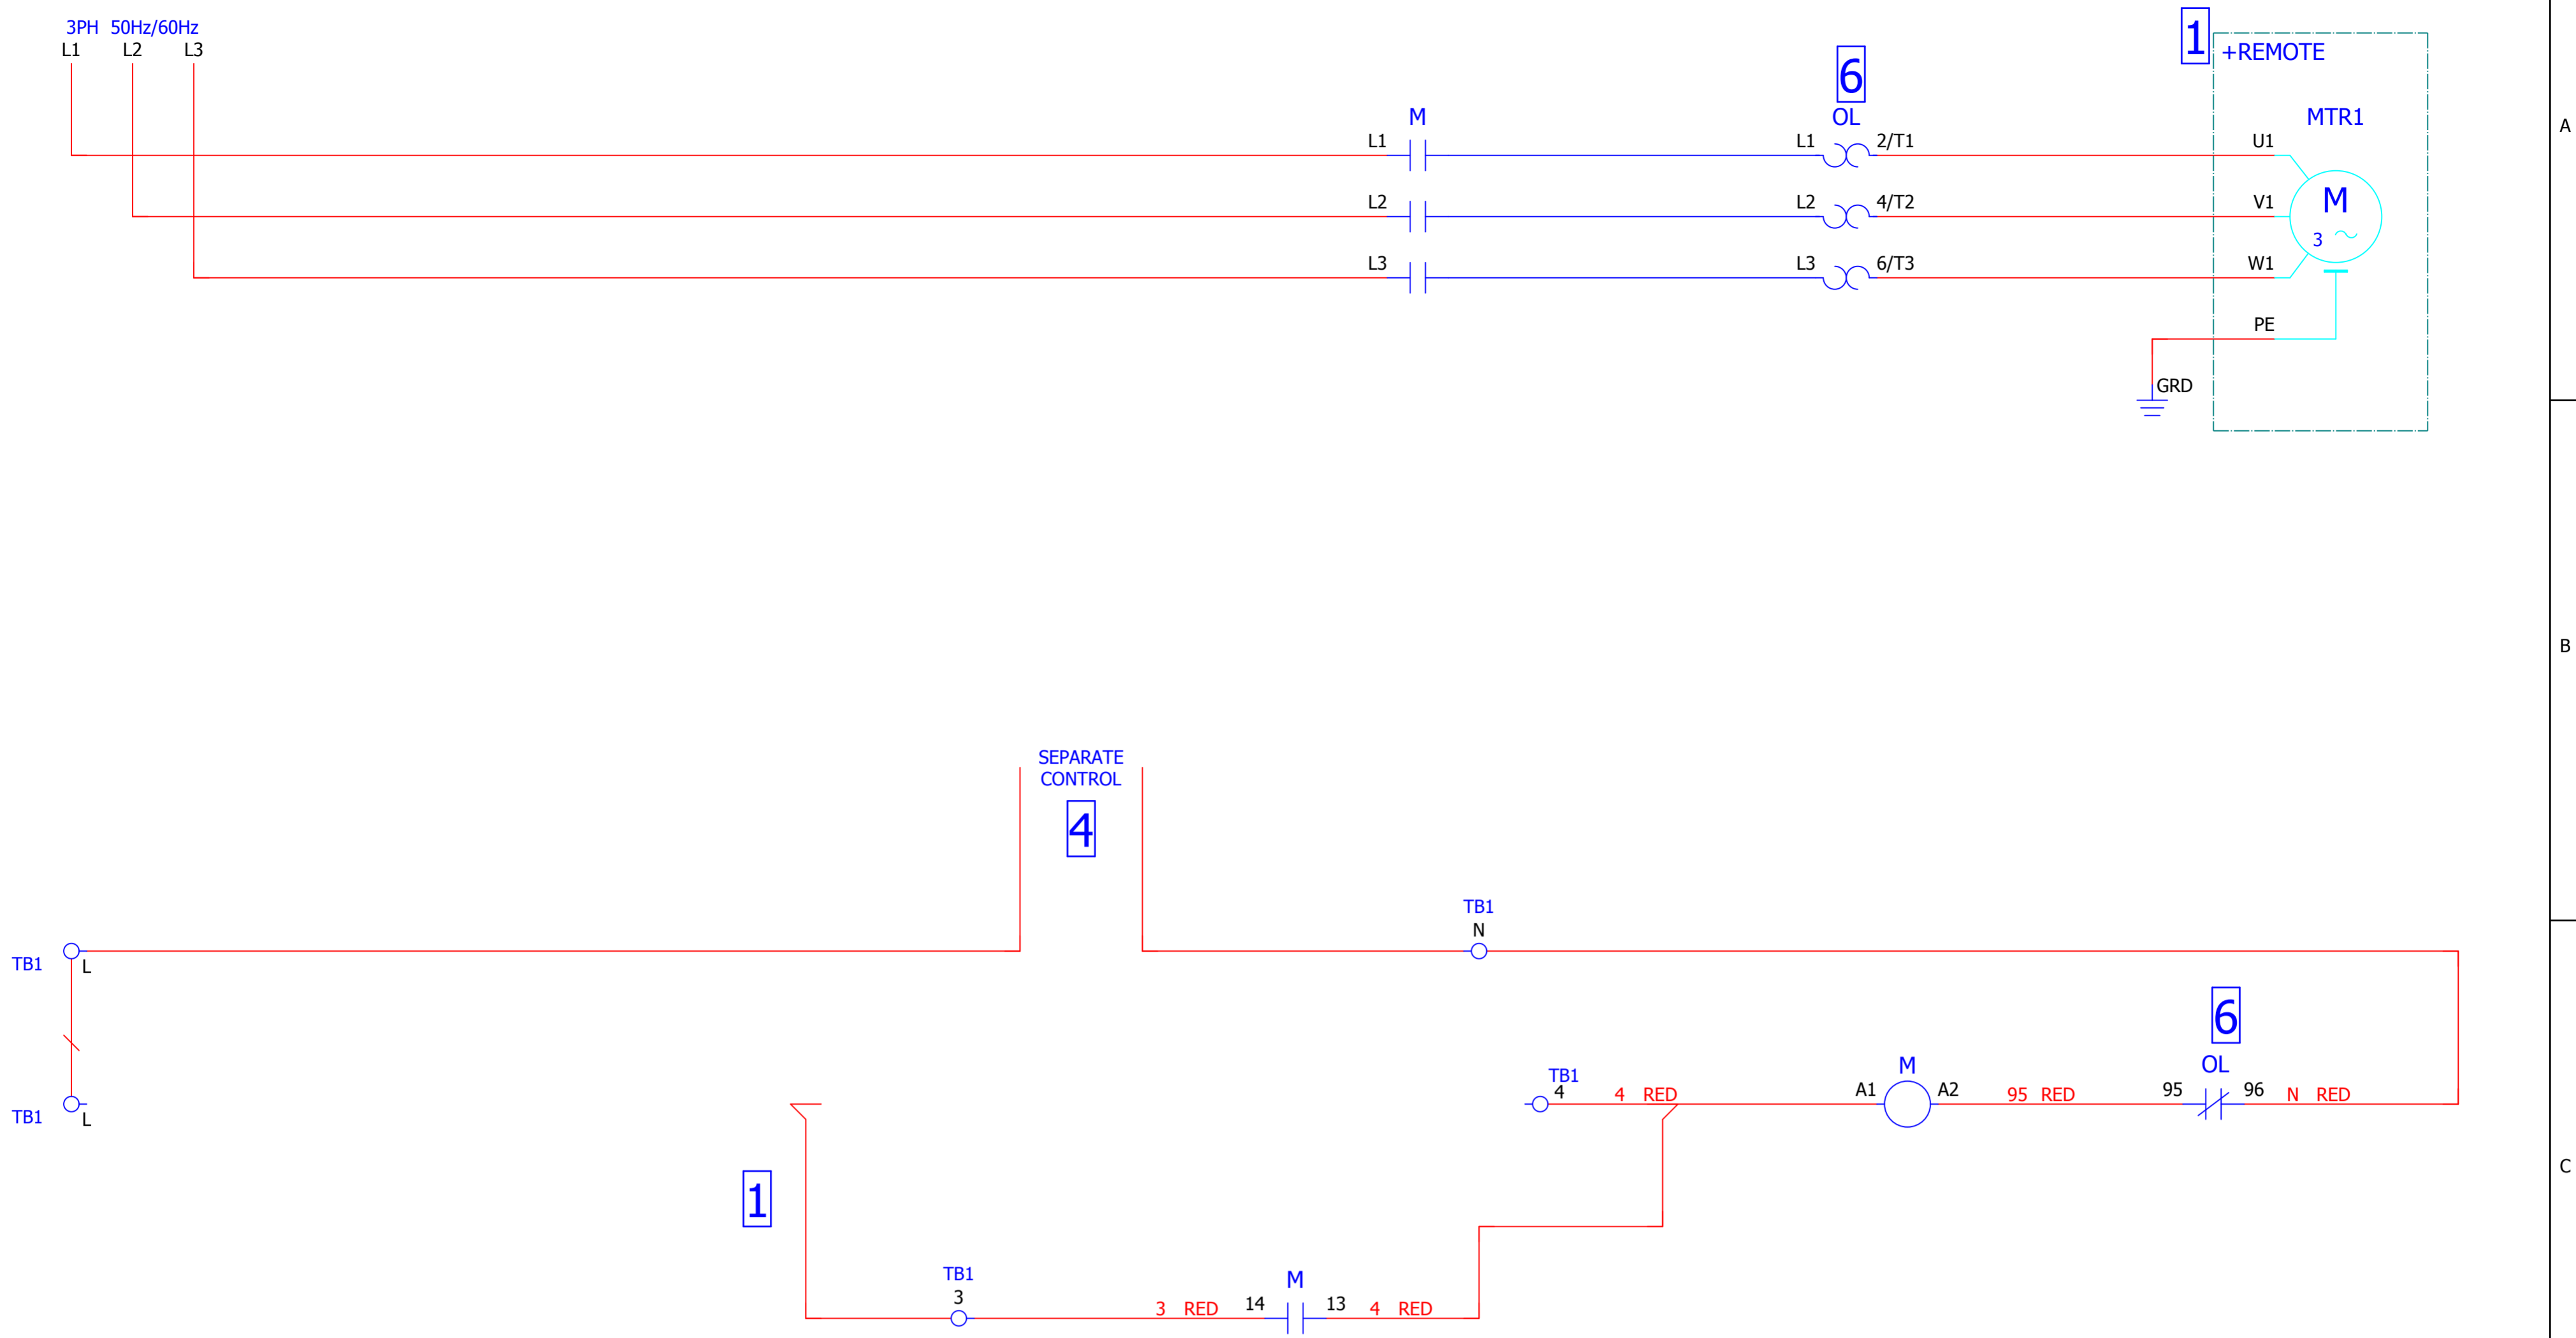 3PH 50Hz/60Hz
L1 L2 L3
1
+REMOTE
6
M OL MTR1
A
L1 L1 2/T1 U1
L2 L2 4/T2 V1
M
3
L3 L3 6/T3 W1
PE
GRD
B
SEPARATE
CONTROL
4
TB1
N
TB1 L
6
OL
M
TB1
4
4 RED A1 A2 95 RED 95 96 N RED
TB1 L
C
1
TB1
3
M
3 RED 14 13 4 RED